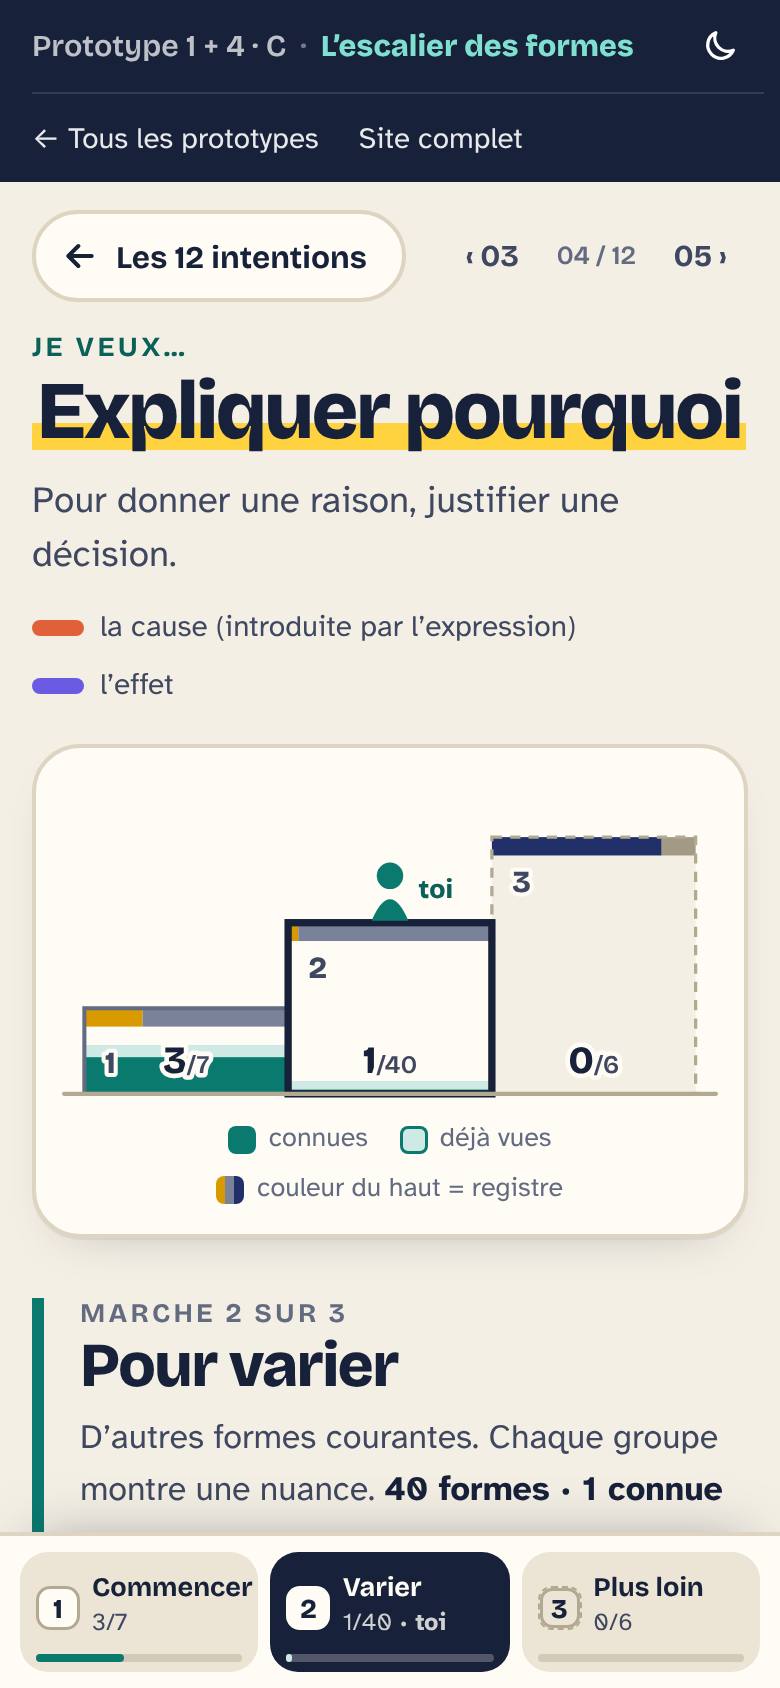 Prototype 1 + 4 · C · L’escalier des formes
← Tous les prototypes Site complet
← Les 12 intentions ‹ 03 04 / 12 05 ›
JE VEUX…
Expliquer pourquoi
Pour donner une raison, justifier une
décision.
la cause (introduite par l’expression)
l’effet
toi
3
2
1 3/7
1/40
0/6
connues déjà vues
couleur du haut = registre
MARCHE 2 SUR 3
Pour varier
D’autres formes courantes. Chaque groupe
montre une nuance. 40 formes · 1 connue
1 Commencer
3/7
2 Varier
1/40 · toi
3 Plus loin
0/6